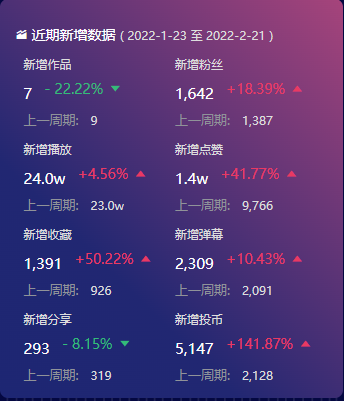 近期新增数据 ( 2022-1-23 至 2022-2-21 )
新增作品 新增粉丝
7 - 22.22% 1,642 +18.39%
上一周期: 9 上一周期: 1,387
新增播放 新增点赞
24.0w +4.56% 1.4w +41.77%
上一周期: 23.0w 上一周期: 9,766
新增收藏 新增弹幕
1,391 +50.22% 2,309 +10.43%
上一周期: 926 上一周期: 2,091
新增分享 新增投币
293 - 8.15% 5,147 +141.87%
上一周期: 319 上一周期: 2,128